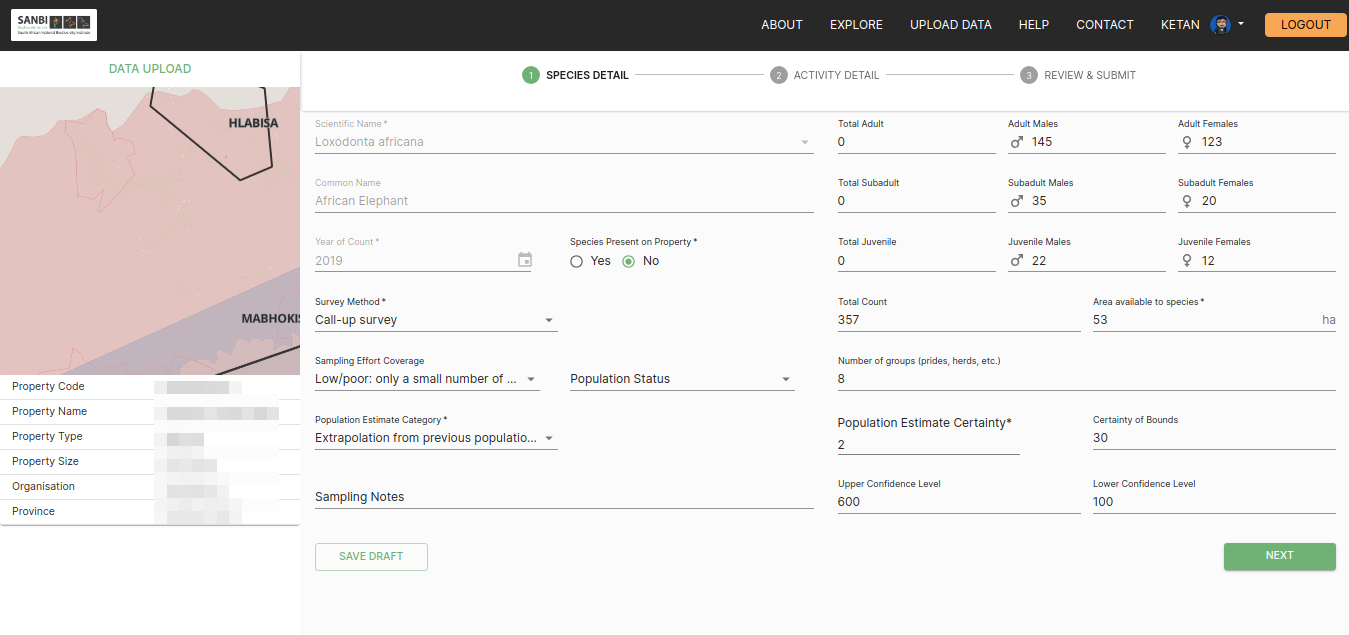 SANBI
South African National Biodiversity Institute
ABOUT EXPLORE UPLOAD DATA HELP CONTACT KETAN LOGOUT
DATA UPLOAD
1 SPECIES DETAIL 2 ACTIVITY DETAIL 3 REVIEW & SUBMIT
HLABISA
MABHOKIS
Property Code
Property Name
Property Type
Property Size
Organisation
Province
Scientific Name *
Loxodonta africana
Common Name
African Elephant
Year of Count *
2019
Species Present on Property *
Yes No
Survey Method *
Call-up survey
Sampling Effort Coverage
Low/poor: only a small number of ...
Population Status
Population Estimate Category *
Extrapolation from previous populatio...
Sampling Notes
Total Adult
0
Adult Males
145
Adult Females
123
Total Subadult
0
Subadult Males
35
Subadult Females
20
Total Juvenile
0
Juvenile Males
22
Juvenile Females
12
Total Count
357
Area available to species *
53 ha
Number of groups (prides, herds, etc.)
8
Population Estimate Certainty*
2
Certainty of Bounds
30
Upper Confidence Level
600
Lower Confidence Level
100
SAVE DRAFT
NEXT